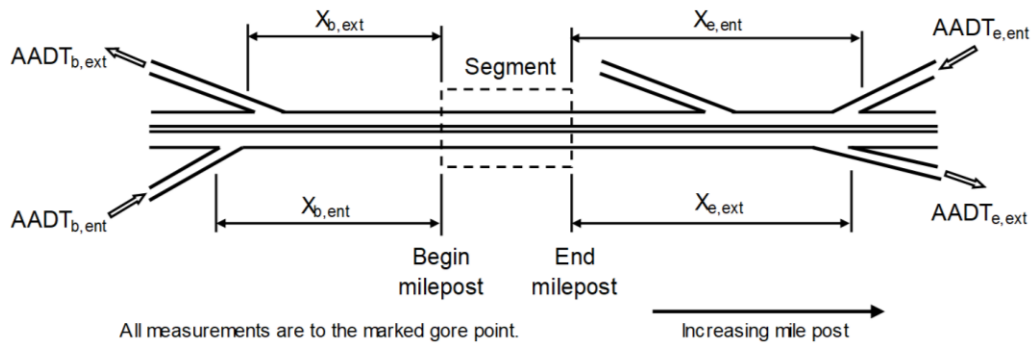 X_b,ext
X_e,ent
AADT_b,ext
AADT_e,ent
Segment
X_b,ent
X_e,ext
AADT_b,ent
AADT_e,ext
Begin
milepost
End
milepost
All measurements are to the marked gore point.
Increasing mile post